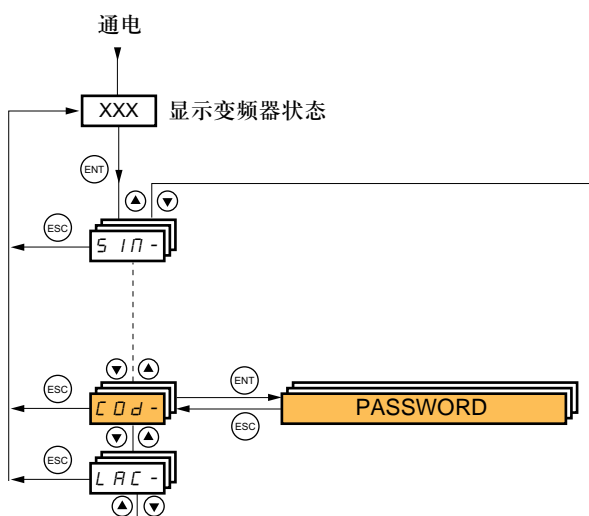 通电
XXX 显示变频器状态
ENT
ESC
SIM-
ENT
ESC
COd-
PASSWORD
ESC
ESC
LAC-